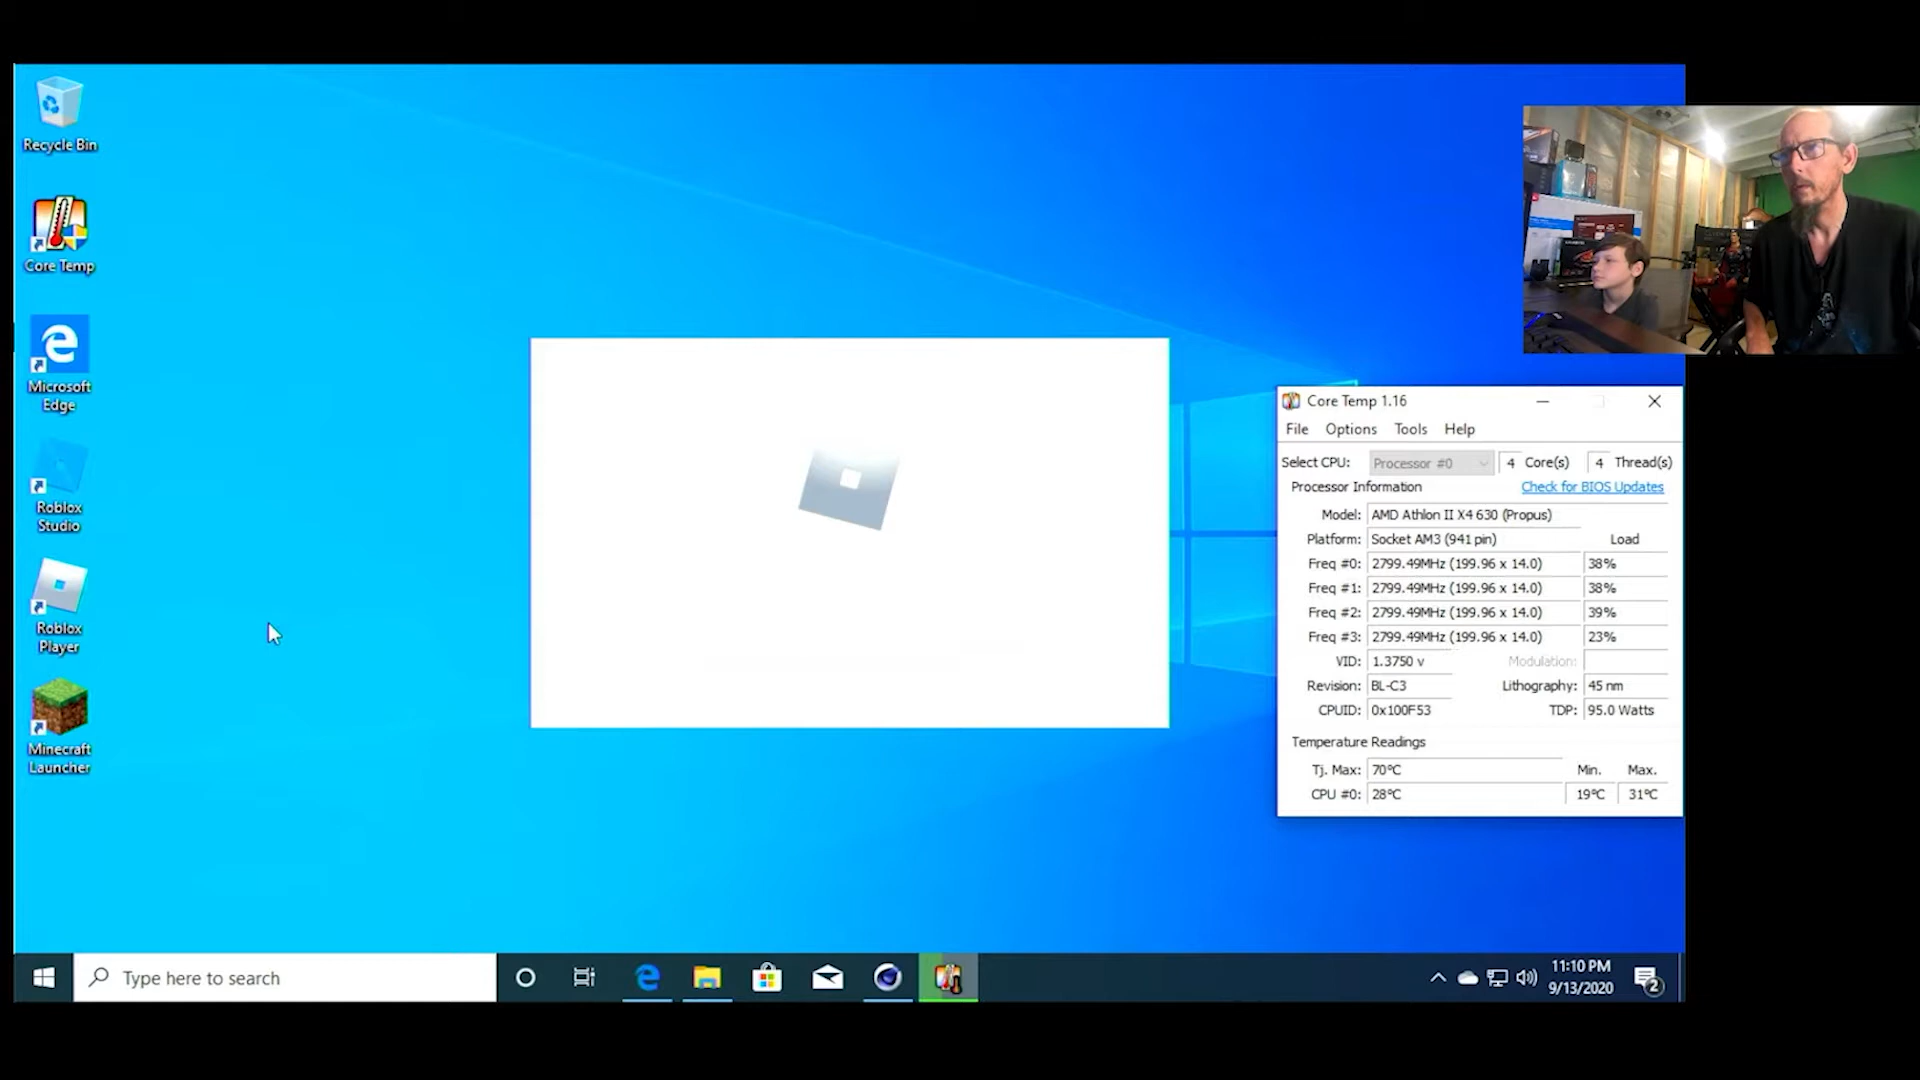 Recycle Bin
Core Temp
Microsoft
Edge
Roblox
Studio
Roblox
Player
Minecraft
Launcher
Core Temp 1.16
File Options Tools Help
Select CPU: Processor #0 4 Core(s) 4 Thread(s)
Processor Information Check for BIOS Updates
Model: AMD Athlon II X4 630 (Propus)
Platform: Socket AM3 (941 pin) Load
Freq #0: 2799.49MHz (199.96 x 14.0) 38%
Freq #1: 2799.49MHz (199.96 x 14.0) 38%
Freq #2: 2799.49MHz (199.96 x 14.0) 39%
Freq #3: 2799.49MHz (199.96 x 14.0) 23%
VID: 1.3750 v Modulation:
Revision: BL-C3 Lithography: 45 nm
CPUID: 0x100F53 TDP: 95.0 Watts
Temperature Readings
Tj. Max: 70°C Min. Max.
CPU #0: 28°C 19°C 31°C
Type here to search
11:10 PM
9/13/2020
2